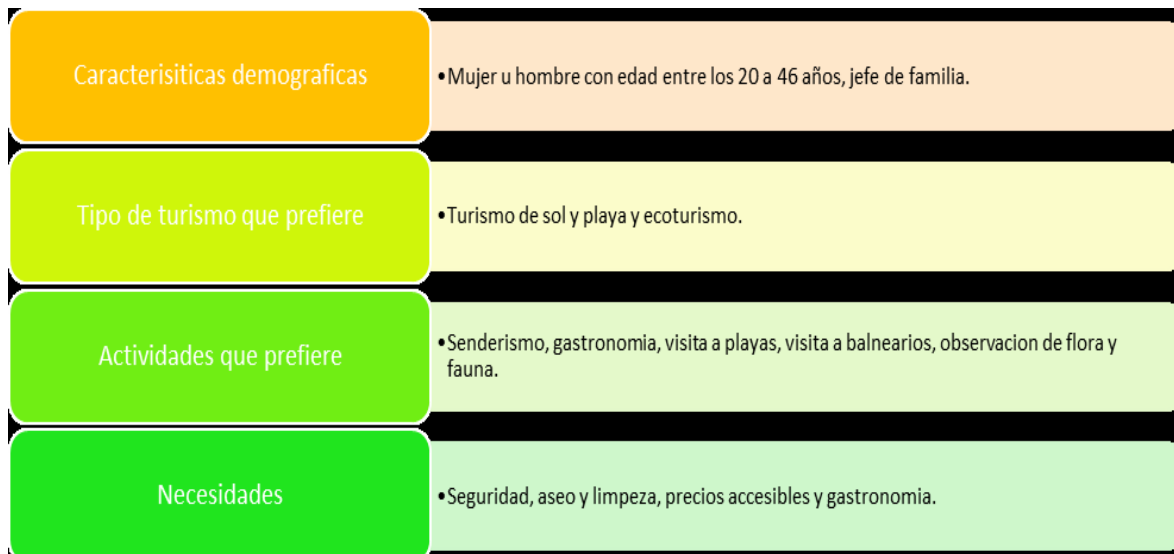 Caracterisiticas demograficas
•Mujer u hombre con edad entre los 20 a 46 años, jefe de familia.
Tipo de turismo que prefiere
•Turismo de sol y playa y ecoturismo.
Actividades que prefiere
•Senderismo, gastronomia, visita a playas, visita a balnearios, observacion de flora y
fauna.
Necesidades
•Seguridad, aseo y limpeza, precios accesibles y gastronomia.